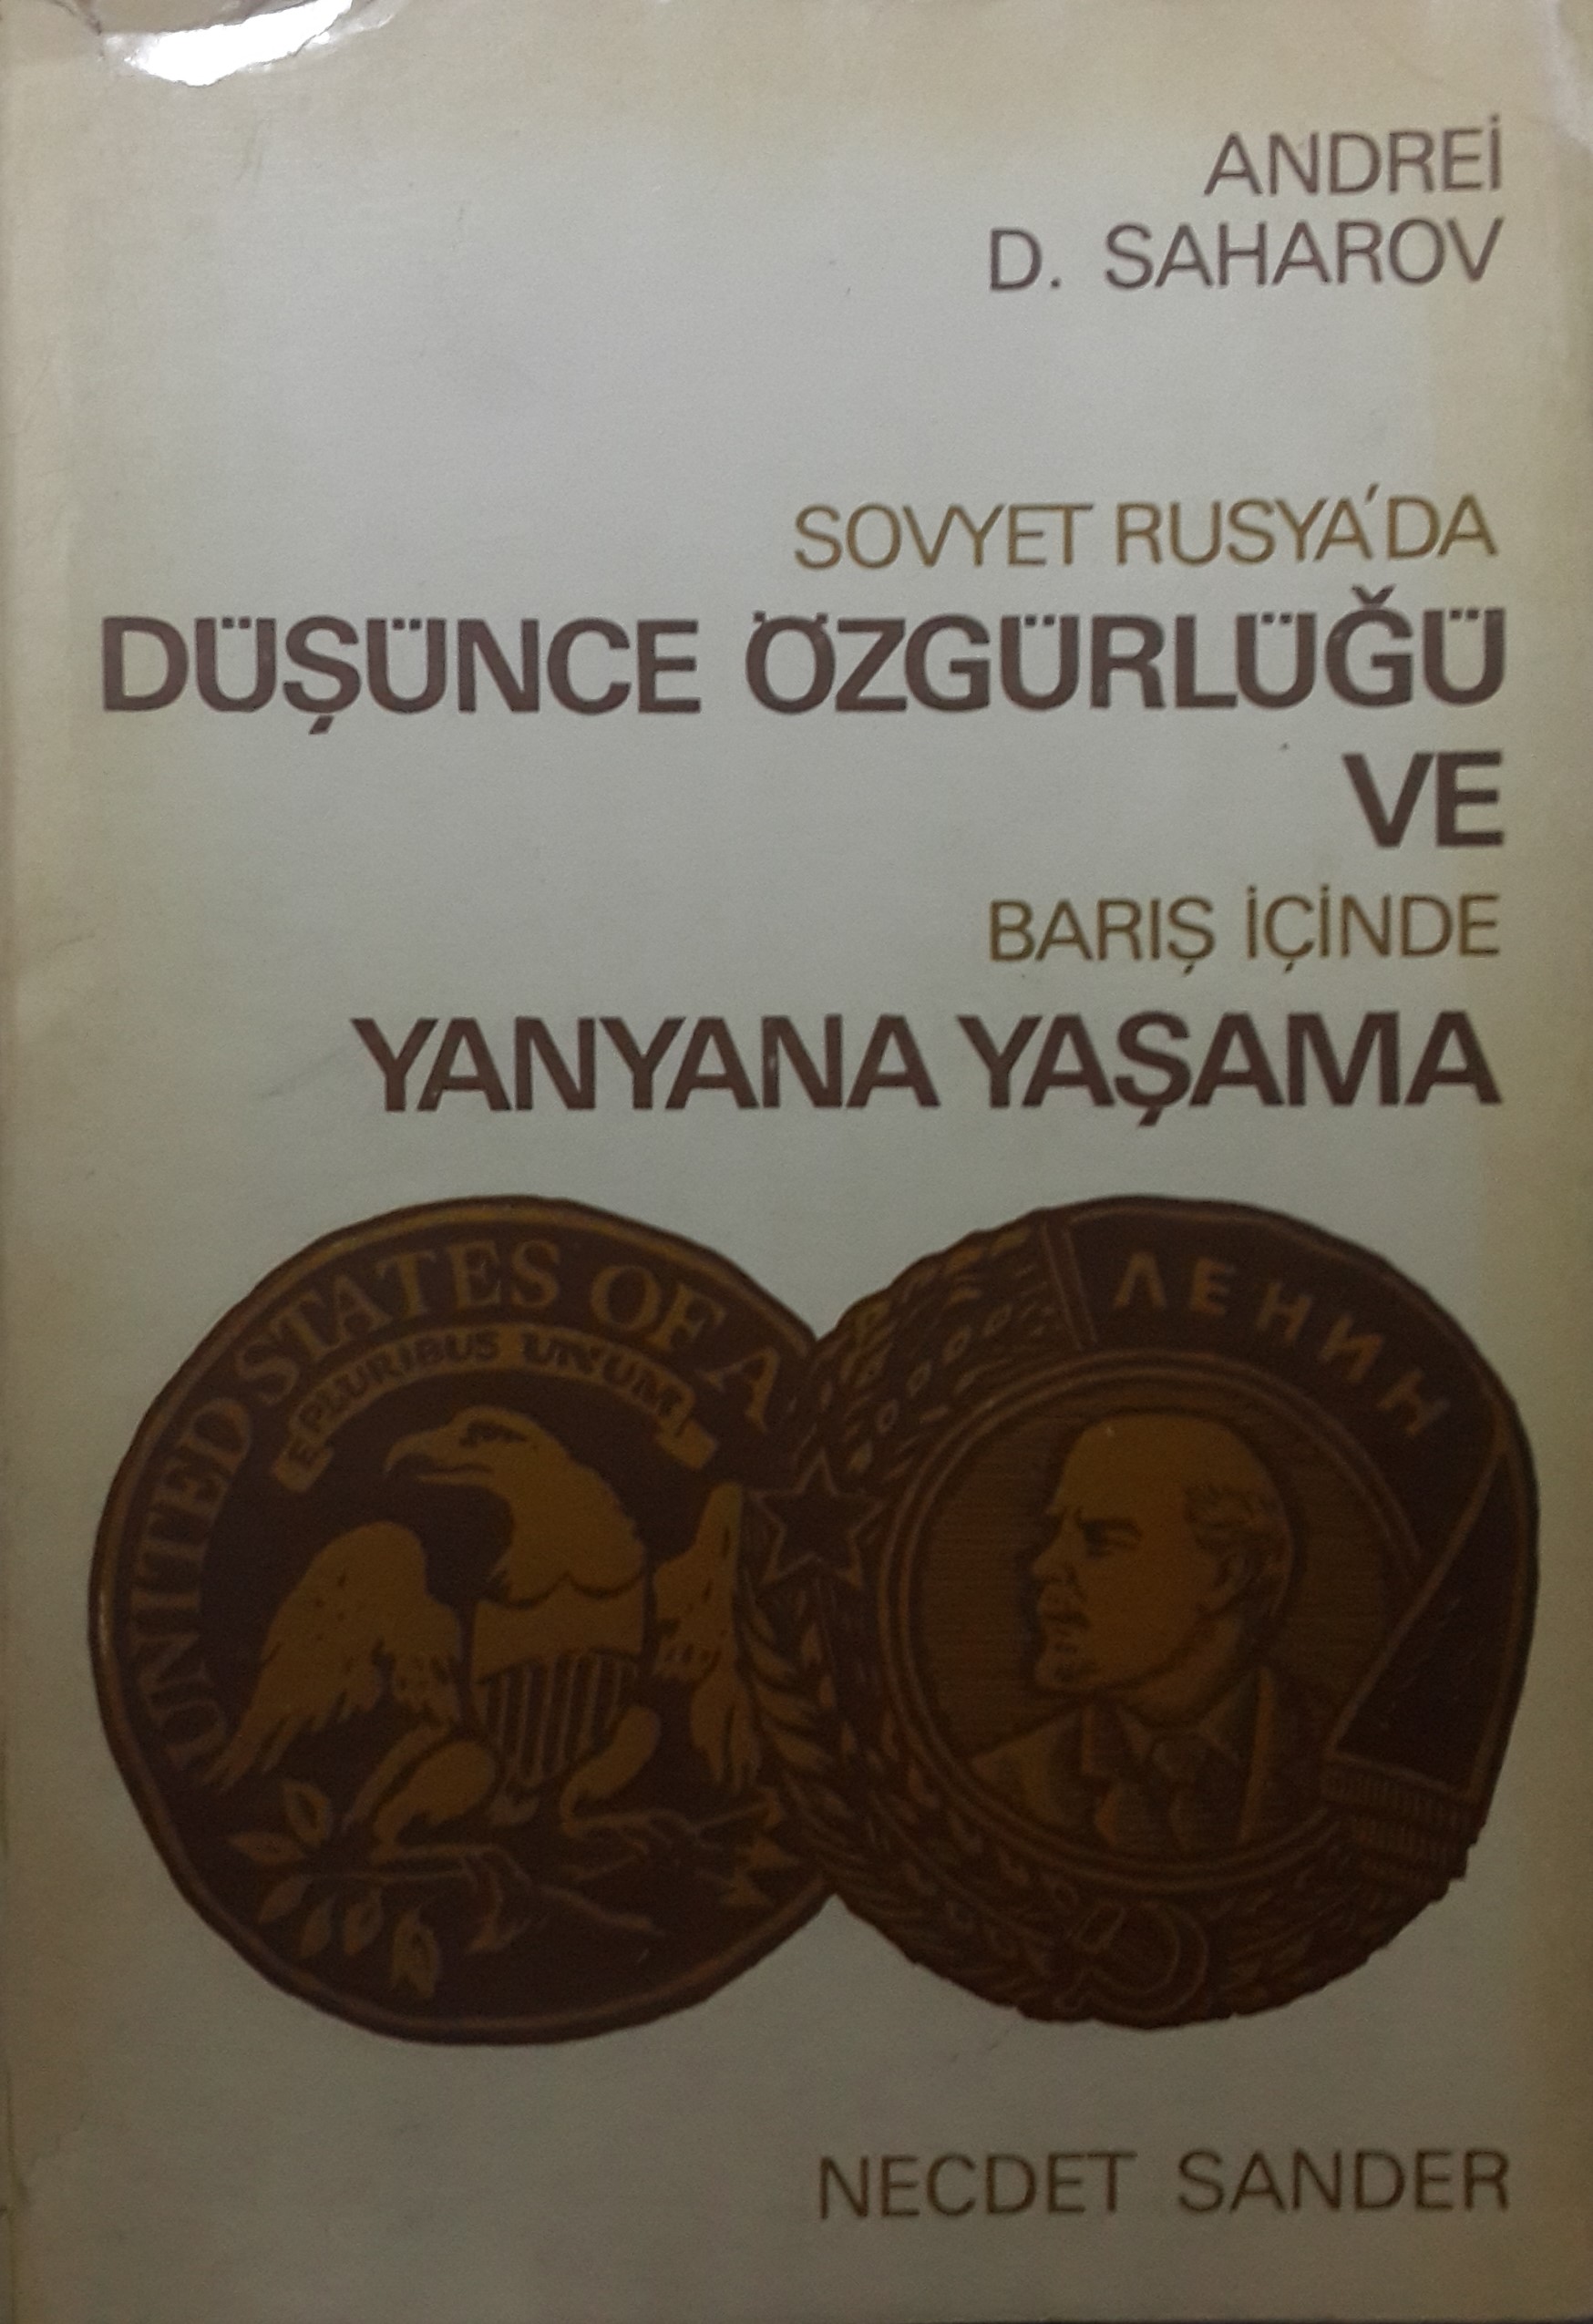 ANDREİ
D. SAHAROV
SOVYET RUSYA'DA
DÜŞÜNCE ÖZGÜRLÜĞÜ
VE
BARIŞ İÇİNDE
YANYANA YAŞAMA
UNITED STATES OF A
E PLURIBUS UNUM
ЛЕНИН
NECDET SANDER